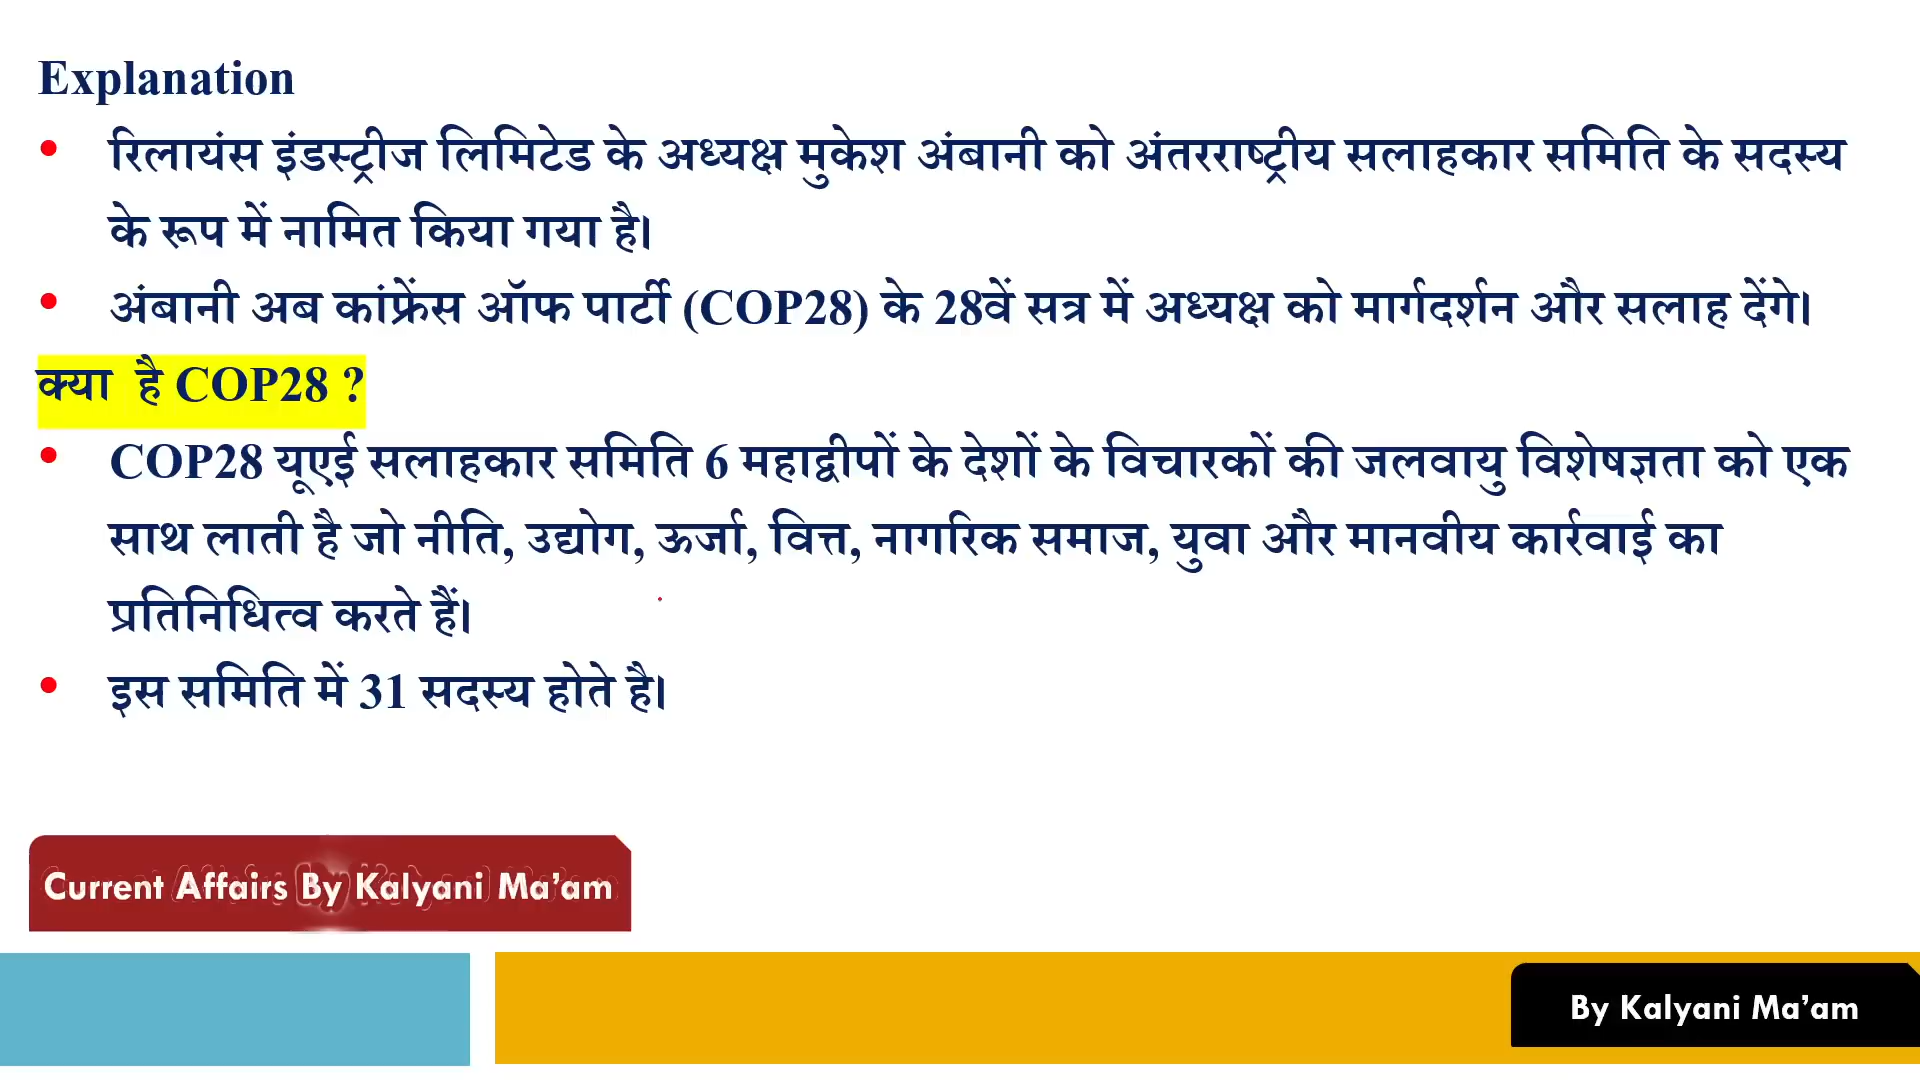 Explanation
• रिलायंस इंडस्ट्रीज लिमिटेड के अध्यक्ष मुकेश अंबानी को अंतरराष्ट्रीय सलाहकार समिति के सदस्य
के रूप में नामित किया गया है।
• अंबानी अब कांफ्रेंस ऑफ पार्टी (COP28) के 28वें सत्र में अध्यक्ष को मार्गदर्शन और सलाह देंगे।
क्या है COP28 ?
• COP28 यूएई सलाहकार समिति 6 महाद्वीपों के देशों के विचारकों की जलवायु विशेषज्ञता को एक
साथ लाती है जो नीति, उद्योग, ऊर्जा, वित्त, नागरिक समाज, युवा और मानवीय कार्रवाई का
प्रतिनिधित्व करते हैं।
• इस समिति में 31 सदस्य होते है।
Current Affairs By Kalyani Ma’am
By Kalyani Ma’am